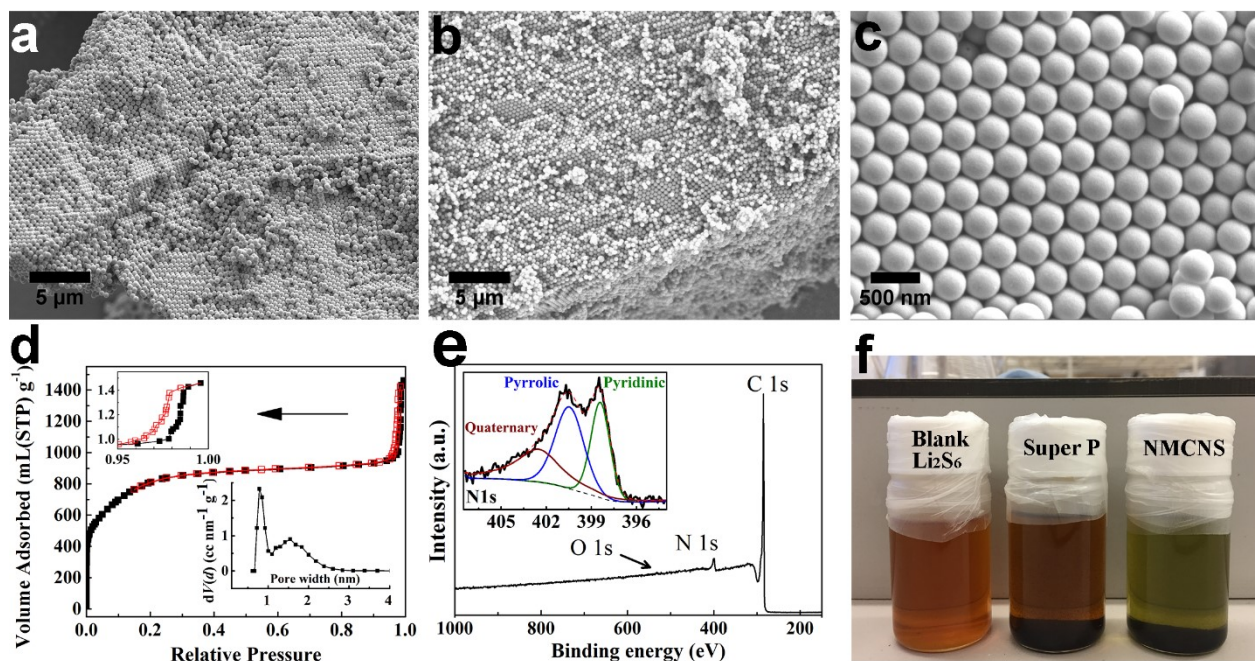 a
5 µm
b
5 µm
c
500 nm
d
Volume Adsorbed (mL(STP) g⁻¹)
1400
1200
1000
800
600
400
200
0
0.0 0.2 0.4 0.6 0.8 1.0
Relative Pressure
1.4
1.2
1.0
0.95 1.00
dV(d) (cc nm⁻¹ g⁻¹)
2
1
0
Pore width (nm)
1 2 3 4
e
Intensity (a.u.)
Pyrrolic
Pyridinic
Quaternary
N1s
405 402 399 396
C 1s
O 1s
N 1s
1000 800 600 400 200
Binding energy (eV)
f
Blank
Li₂S₆
Super P
NMCNS